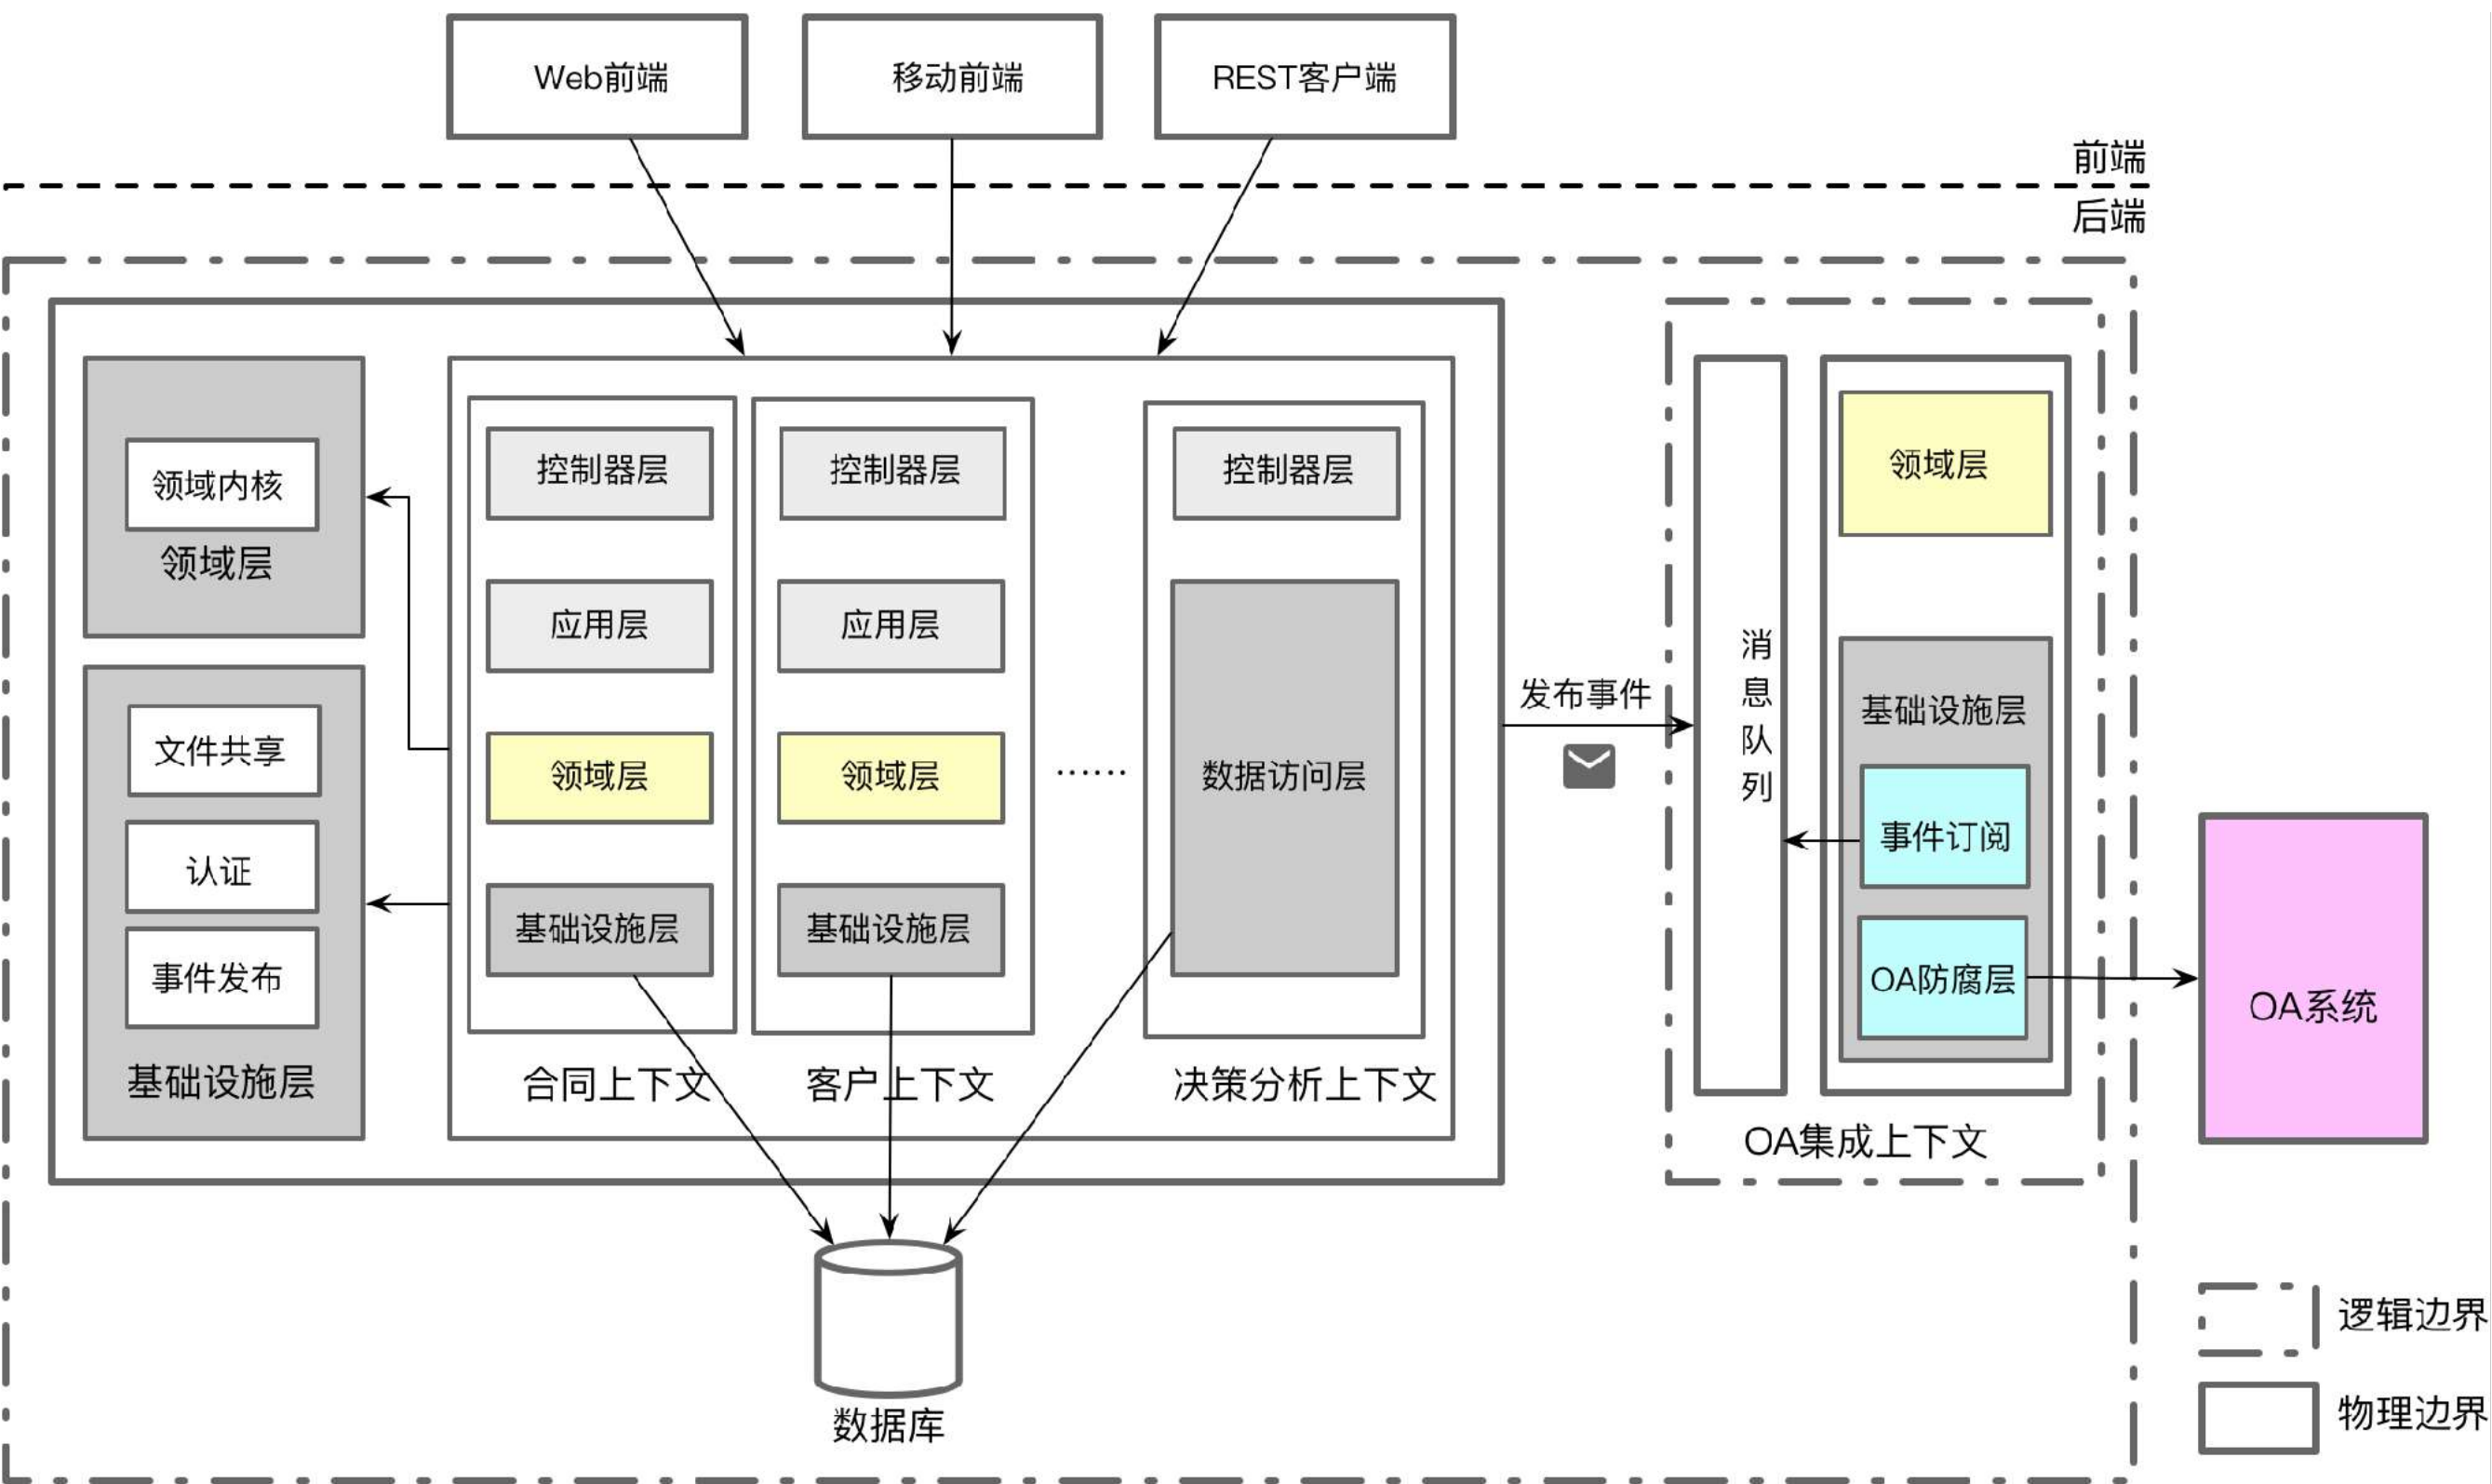 Web前端
移动前端
REST客户端
前端
后端
领域内核
领域层
文件共享
认证
事件发布
基础设施层
控制器层
应用层
领域层
基础设施层
合同上下文
控制器层
应用层
领域层
基础设施层
客户上下文
……
控制器层
数据访问层
决策分析上下文
发布事件
消
息
队
列
领域层
基础设施层
事件订阅
OA防腐层
OA集成上下文
OA系统
数据库
逻辑边界
物理边界